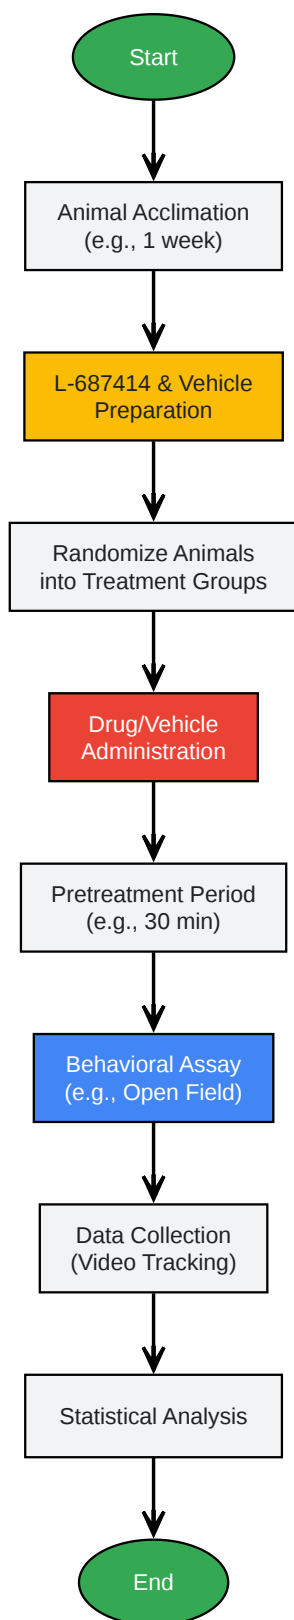 Start
Animal Acclimation
(e.g., 1 week)
L-687414 & Vehicle
Preparation
Randomize Animals
into Treatment Groups
Drug/Vehicle
Administration
Pretreatment Period
(e.g., 30 min)
Behavioral Assay
(e.g., Open Field)
Data Collection
(Video Tracking)
Statistical Analysis
End